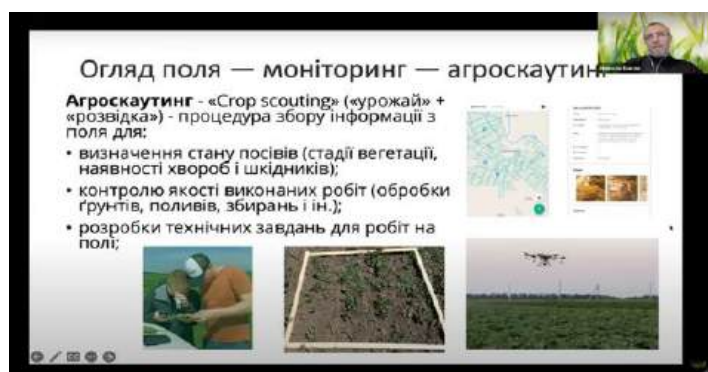 Огляд поля — моніторинг — агроскаутинг
Агроскаутинг - «Crop scouting» («урожай» +
«розвідка») - процедура збору інформації з
поля для:
• визначення стану посівів (стадії вегетації,
наявності хвороб і шкідників);
• контролю якості виконаних робіт (обробки
ґрунтів, поливів, збирань і ін.);
• розробки технічних завдань для робіт на
полі;